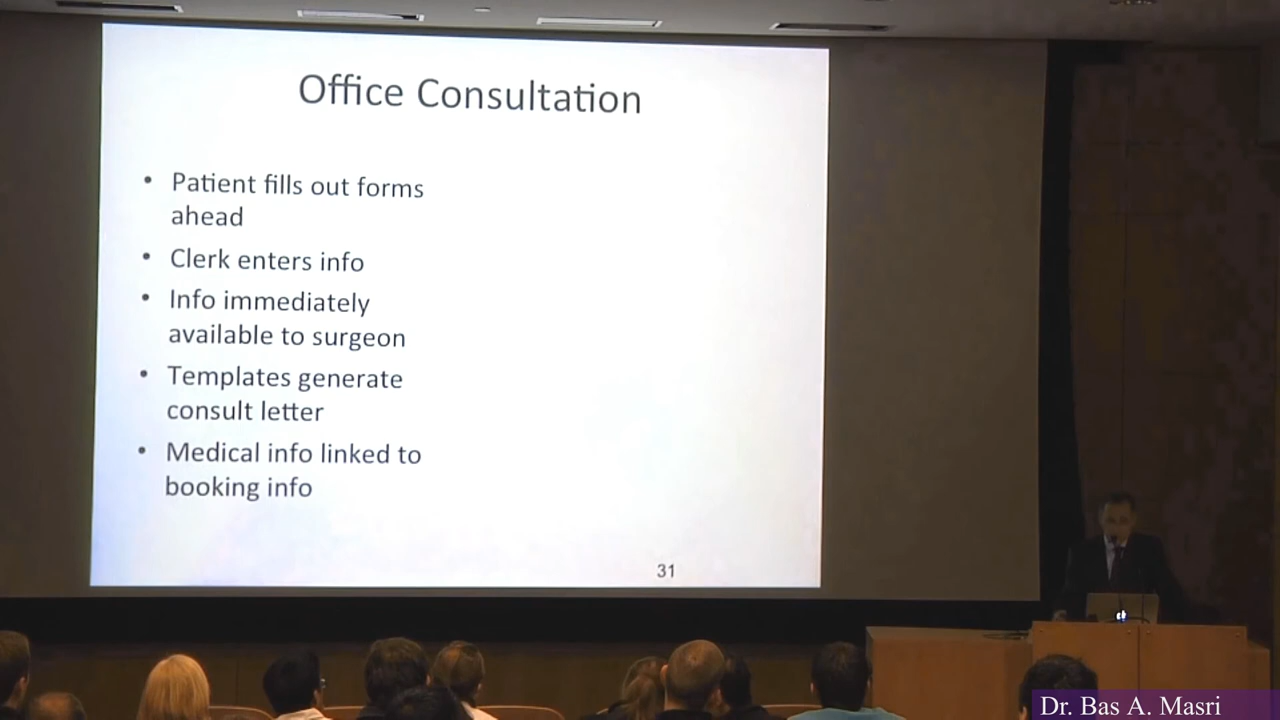 Office Consultation
• Patient fills out forms
ahead
• Clerk enters info
• Info immediately
available to surgeon
• Templates generate
consult letter
• Medical info linked to
booking info
31
Dr. Bas A. Masri